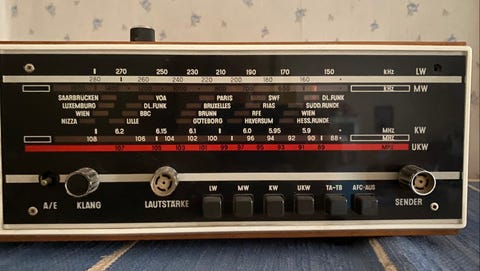 270 250 230 210 190 170 150 kHz LW
280 260 240 220 200 180 160 MW
SAARBRÜCKEN VOA PARIS SWF DL.FUNK
LUXEMBURG DL.FUNK BRUXELLES RIAS SÜDD.RUNDF.
WIEN BBC BRUNN RFE WIEN
NIZZA LILLE GÖTEBORG HILVERSUM HESS.RUNDF.
6.2 6.15 6.1 6.0 5.95 5.9 MHZ KW
108 106 104 102 100 96 94 92 90 88 MHZ UKW
107 105 103 101 99 97 95 93 91 89 MHZ
LW MW KW UKW TA-TB AFC-AUS
A/E KLANG LAUTSTÄRKE SENDER